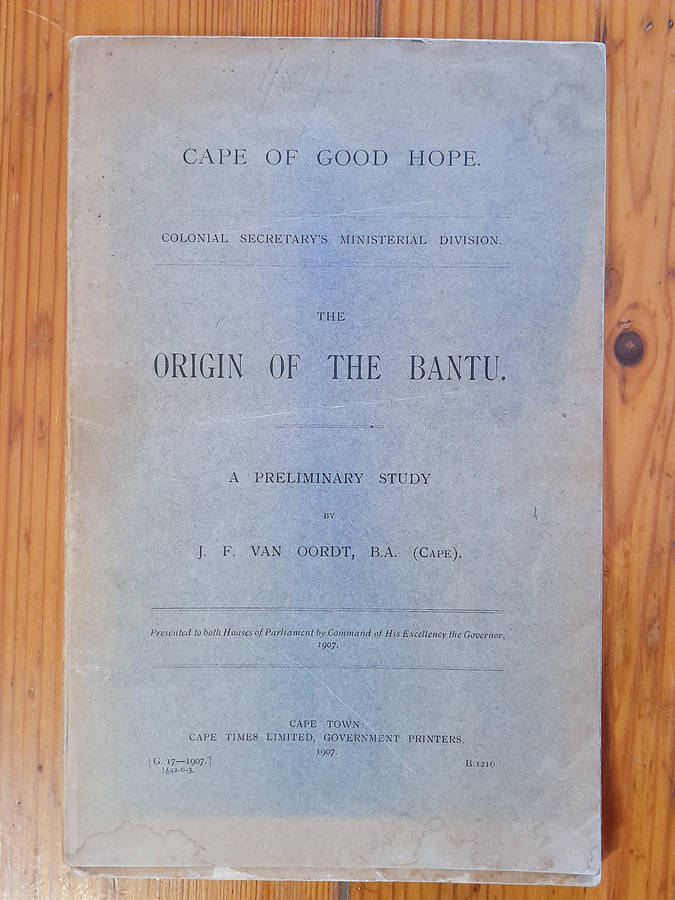 CAPE OF GOOD HOPE.
COLONIAL SECRETARY'S MINISTERIAL DIVISION.
THE
ORIGIN OF THE BANTU.
A PRELIMINARY STUDY
BY
J. F. VAN OORDT, B.A. (CAPE).
Presented to both Houses of Parliament by Command of His Excellency the Governor,
1907.
CAPE TOWN:
CAPE TIMES LIMITED, GOVERNMENT PRINTERS.
1907.
[G. 17—1907.]
B.1216